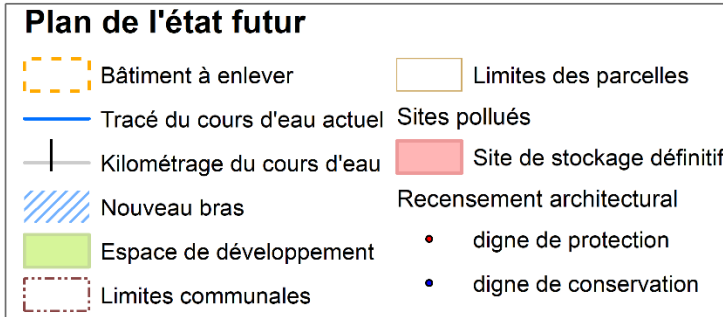 Plan de l'état futur
Bâtiment à enlever
Tracé du cours d'eau actuel
Kilométrage du cours d'eau
Nouveau bras
Espace de développement
Limites communales
Limites des parcelles
Sites pollués
Site de stockage définitif
Recensement architectural
digne de protection
digne de conservation